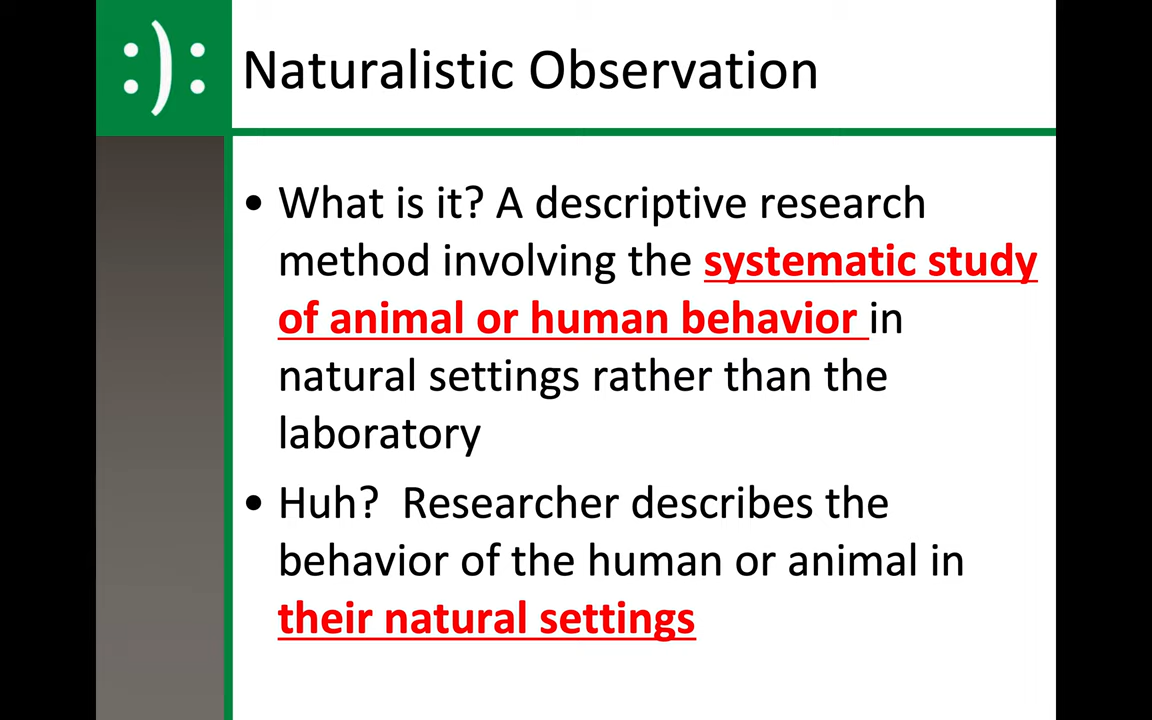 :):
Naturalistic Observation
• What is it? A descriptive research
method involving the systematic study
of animal or human behavior in
natural settings rather than the
laboratory
• Huh?  Researcher describes the
behavior of the human or animal in
their natural settings